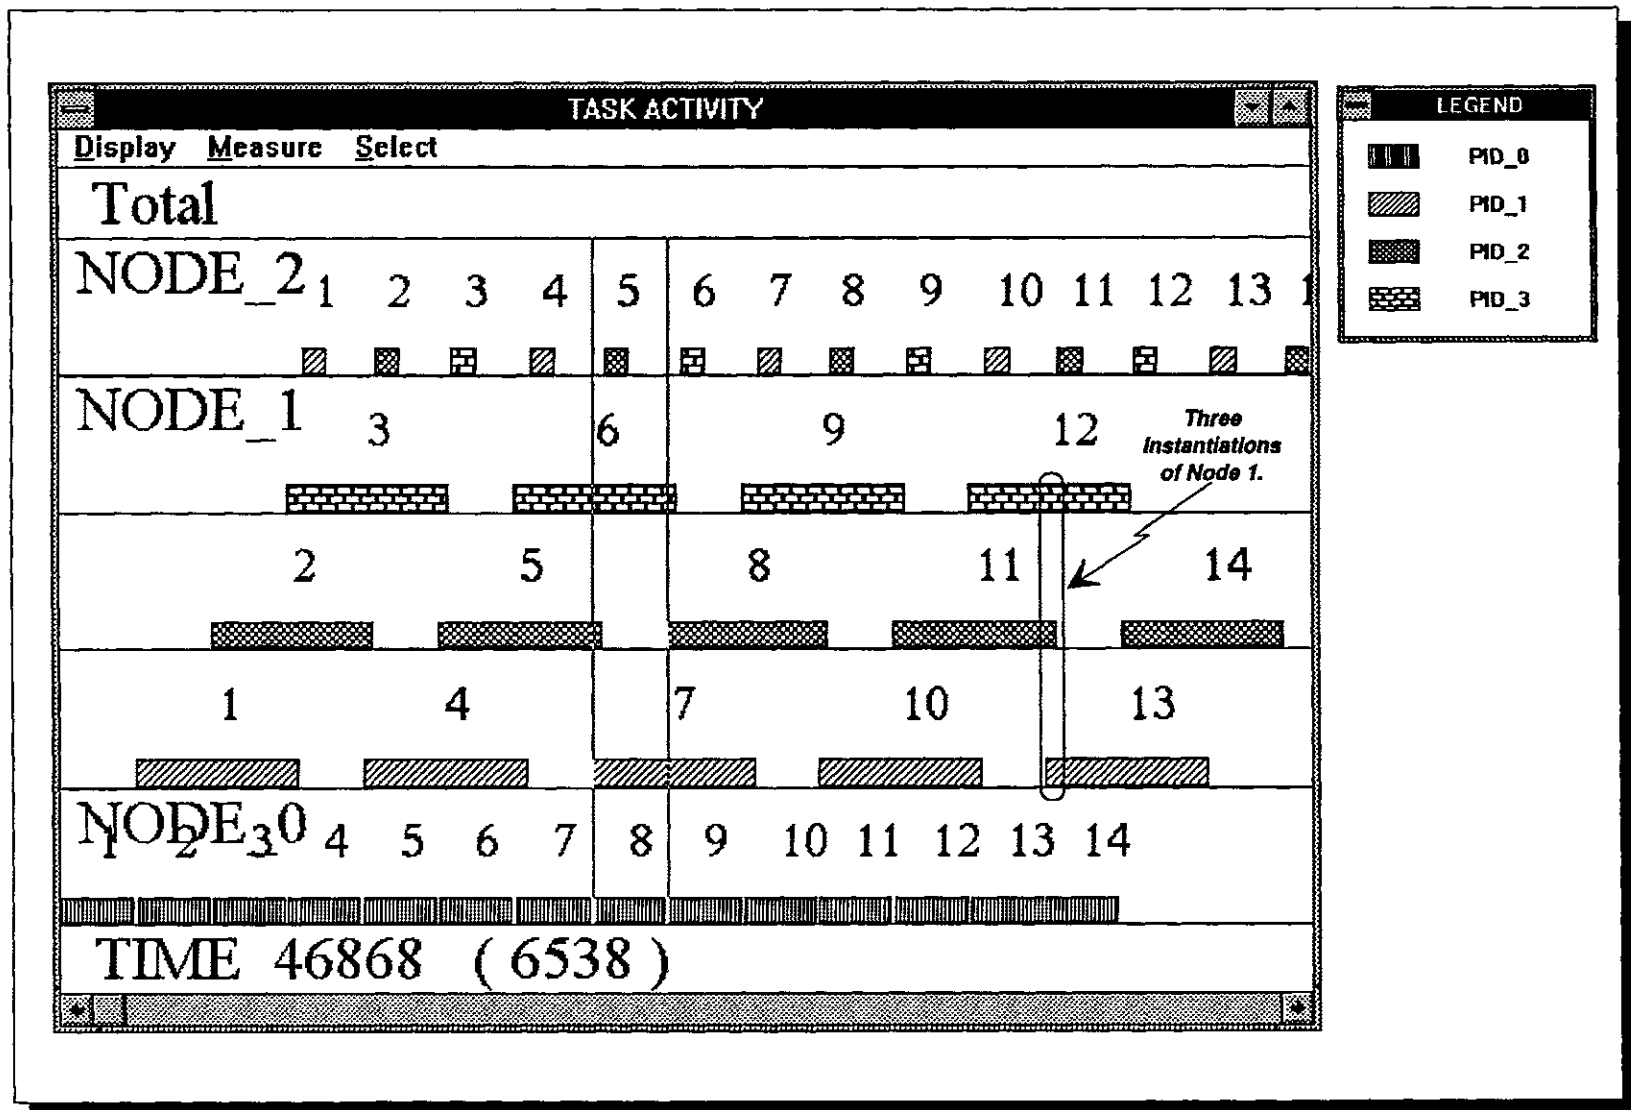 TASK ACTIVITY
LEGEND
Display Measure Select
PID_0
PID_1
PID_2
PID_3
Total
NODE_2
1 2 3 4 5 6 7 8 9 10 11 12 13 1
NODE_1
3 6 9 12
Three
Instantiations
of Node 1.
2 5 8 11 14
1 4 7 10 13
NODE_0
1 2 3 4 5 6 7 8 9 10 11 12 13 14
TIME 46868 ( 6538 )